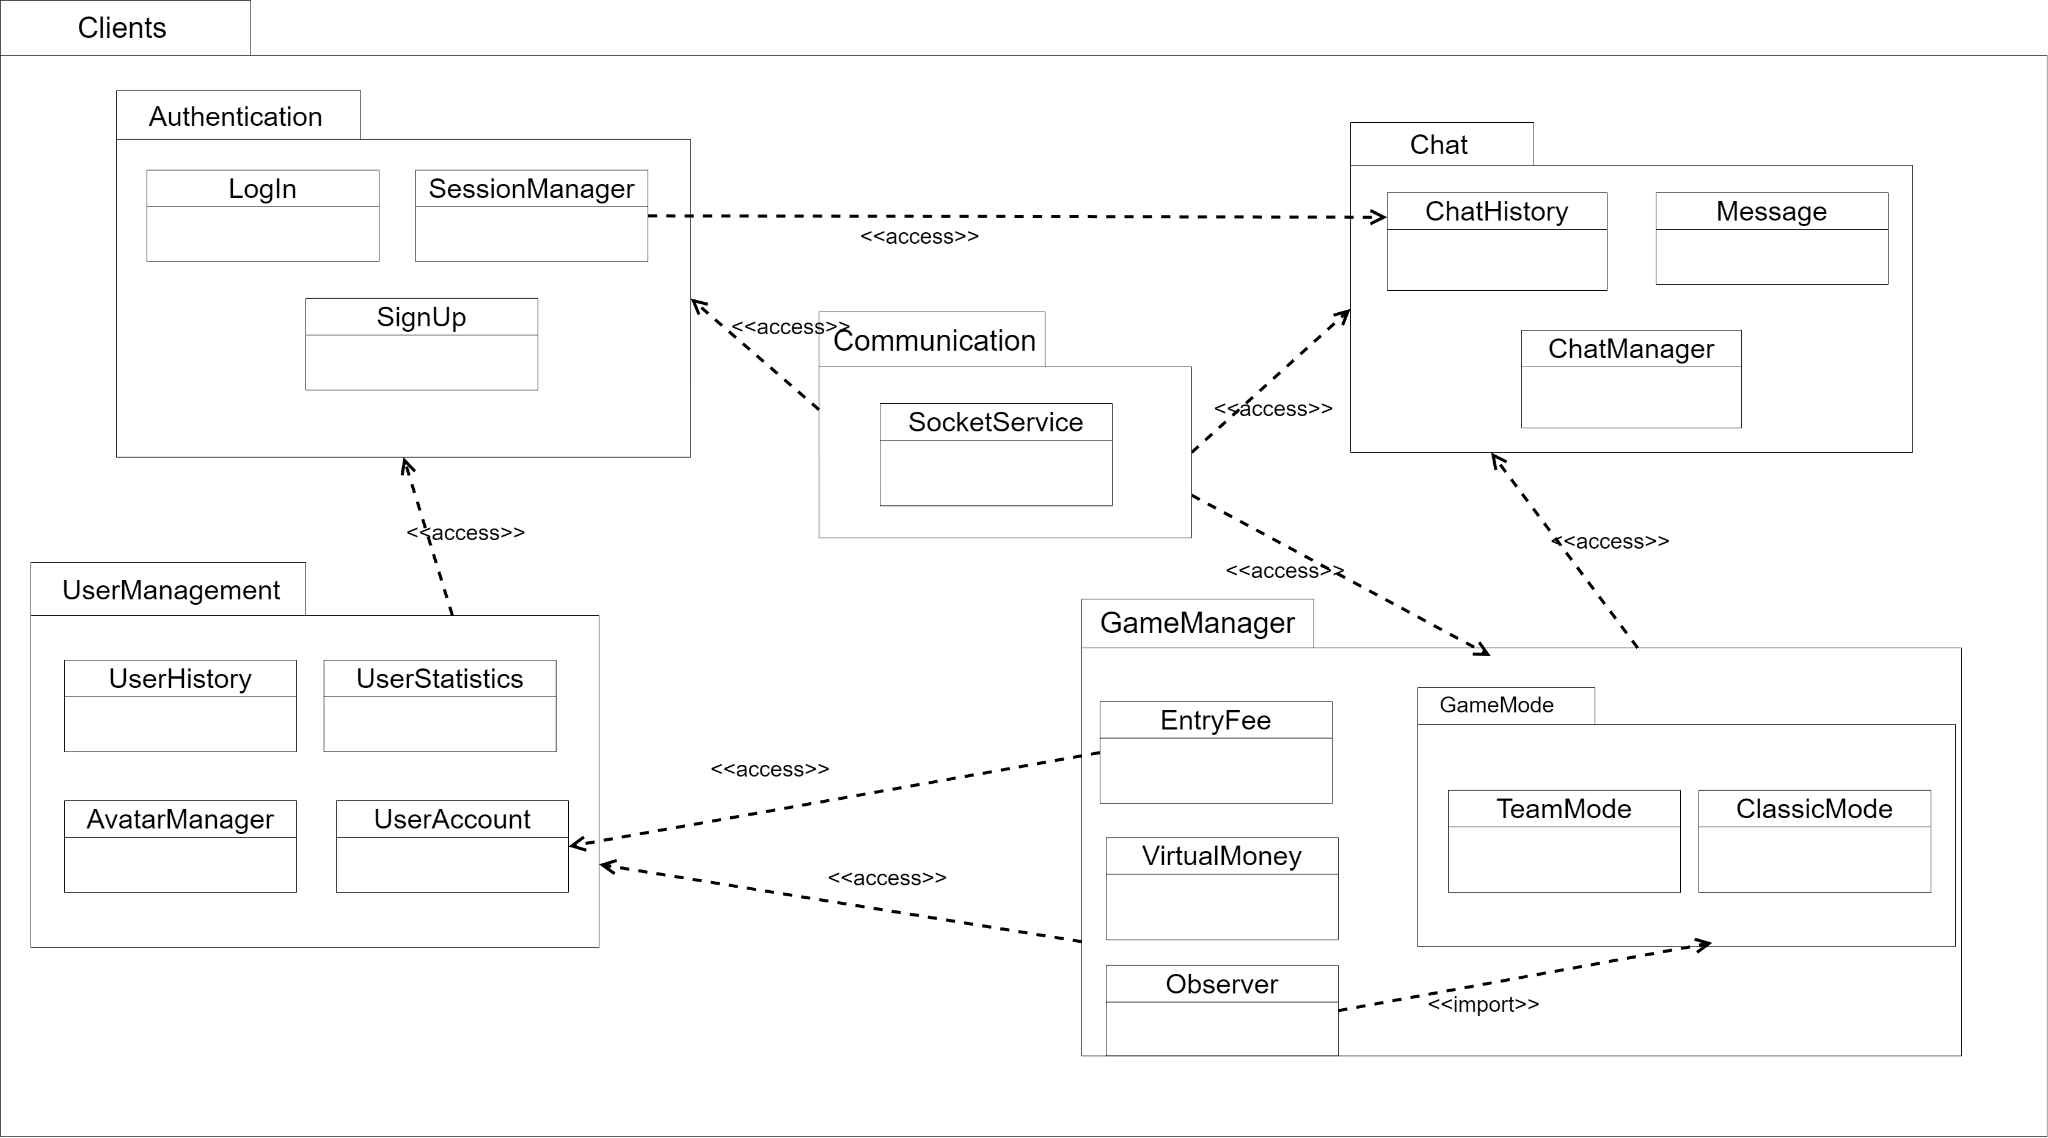 Clients
Authentication
LogIn
SessionManager
SignUp
<<access>>
Chat
ChatHistory
Message
ChatManager
<<access>>
Communication
SocketService
<<access>>
<<access>>
<<access>>
<<access>>
UserManagement
UserHistory
UserStatistics
AvatarManager
UserAccount
<<access>>
<<access>>
GameManager
EntryFee
VirtualMoney
Observer
GameMode
TeamMode
ClassicMode
<<import>>